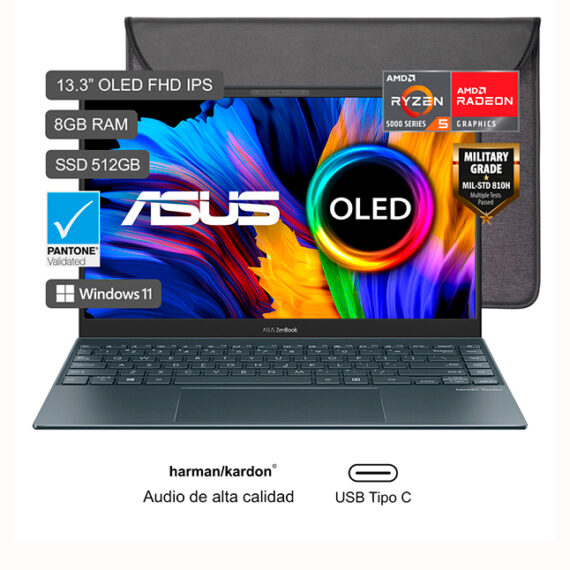 13.3” OLED FHD IPS
8GB RAM
SSD 512GB
PANTONE®
Validated
Windows 11
AMD
RYZEN
5000 SERIES 5
AMD
RADEON
GRAPHICS
MILITARY
GRADE
MIL-STD 810H
Multiple Tests
Passed
ASUS
OLED
ASUS ZenBook
harman/kardon
harman/kardon®
Audio de alta calidad
USB Tipo C